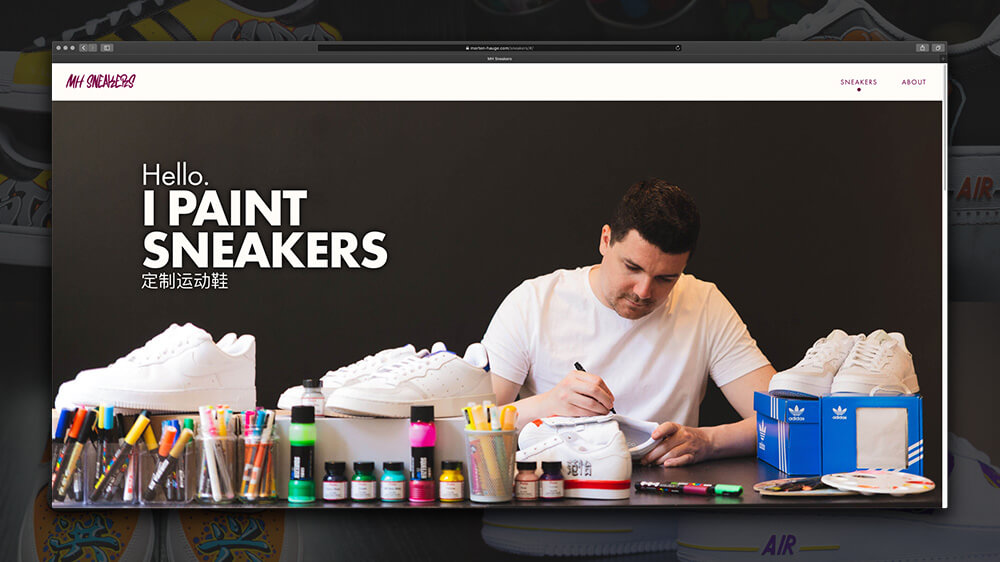 morten-hauge.com/sneakers/#/
MH Sneakers
MH SNEAKERS
SNEAKERS
ABOUT
Hello.
I PAINT
SNEAKERS
定制运动鞋
adidas
adidas
AIR
AIR